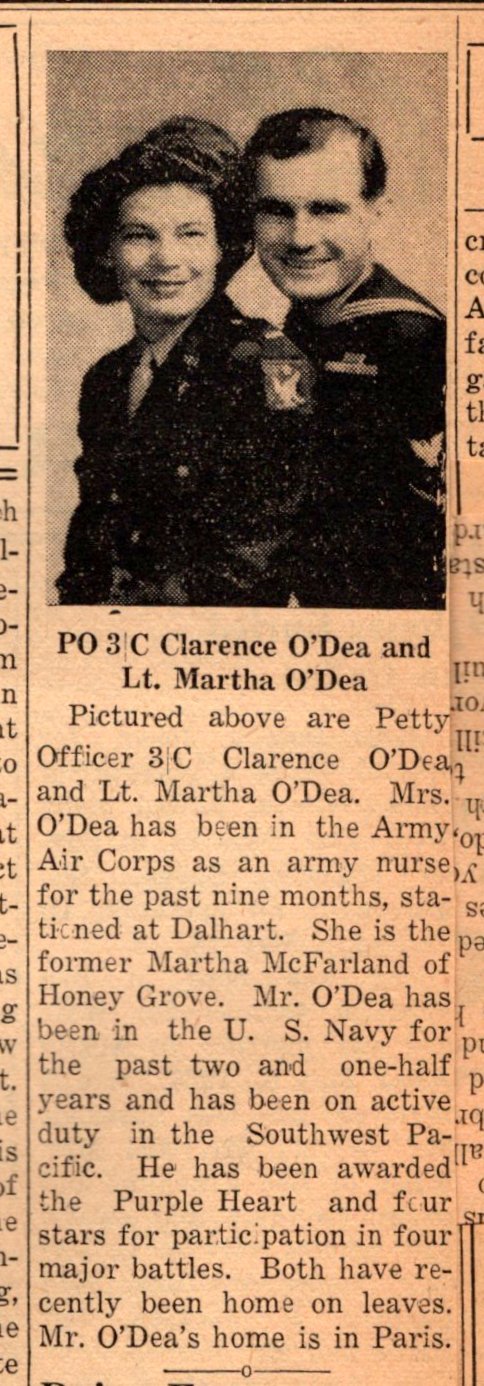 PO 3|C Clarence O'Dea and
Lt. Martha O'Dea
Pictured above are Petty
Officer 3|C Clarence O'Dea
and Lt. Martha O'Dea. Mrs.
O'Dea has been in the Army
Air Corps as an army nurse
for the past nine months, sta-
tioned at Dalhart. She is the
former Martha McFarland of
Honey Grove. Mr. O'Dea has
been in the U. S. Navy for
the past two and one-half
years and has been on active
duty in the Southwest Pa-
cific. He has been awarded
the Purple Heart and four
stars for participation in four
major battles. Both have re-
cently been home on leaves.
Mr. O'Dea's home is in Paris.